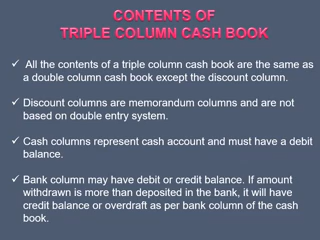 CONTENTS OF
TRIPLE COLUMN CASH BOOK
✓ All the contents of a triple column cash book are the same as
a double column cash book except the discount column.
✓ Discount columns are memorandum columns and are not
based on double entry system.
✓ Cash columns represent cash account and must have a debit
balance.
✓ Bank column may have debit or credit balance. If amount
withdrawn is more than deposited in the bank, it will have
credit balance or overdraft as per bank column of the cash
book.